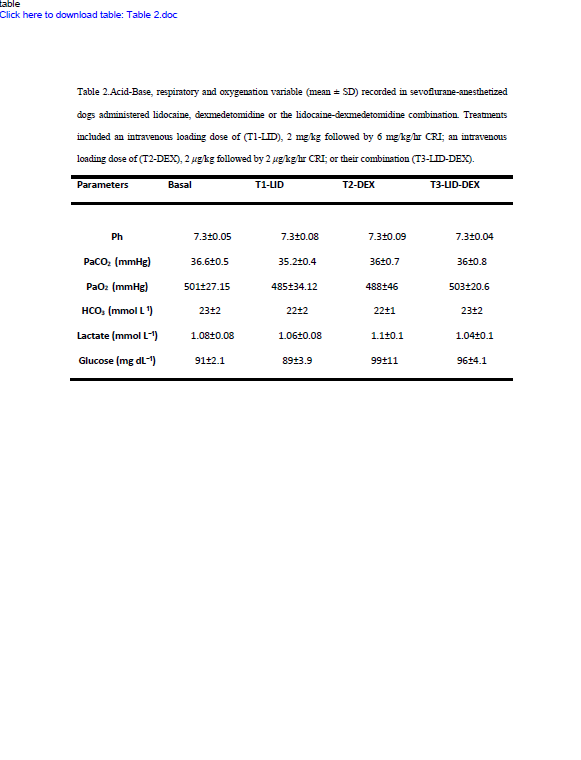 table
Click here to download table: Table 2.doc
Table 2.Acid-Base, respiratory and oxygenation variable (mean ± SD) recorded in sevoflurane-anesthetized
dogs administered lidocaine, dexmedetomidine or the lidocaine-dexmedetomidine combination. Treatments
included an intravenous loading dose of (T1-LID), 2 mg/kg followed by 6 mg/kg/hr CRI; an intravenous
loading dose of (T2-DEX), 2 µg/kg followed by 2 µg/kg/hr CRI; or their combination (T3-LID-DEX).
Parameters Basal T1-LID T2-DEX T3-LID-DEX
Ph 7.3±0.05 7.3±0.08 7.3±0.09 7.3±0.04
PaCO₂ (mmHg) 36.6±0.5 35.2±0.4 36±0.7 36±0.8
PaO₂ (mmHg) 501±27.15 485±34.12 488±46 503±20.6
HCO₃ (mmol L⁻¹) 23±2 22±2 22±1 23±2
Lactate (mmol L⁻¹) 1.08±0.08 1.06±0.08 1.1±0.1 1.04±0.1
Glucose (mg dL⁻¹) 91±2.1 89±3.9 99±11 96±4.1